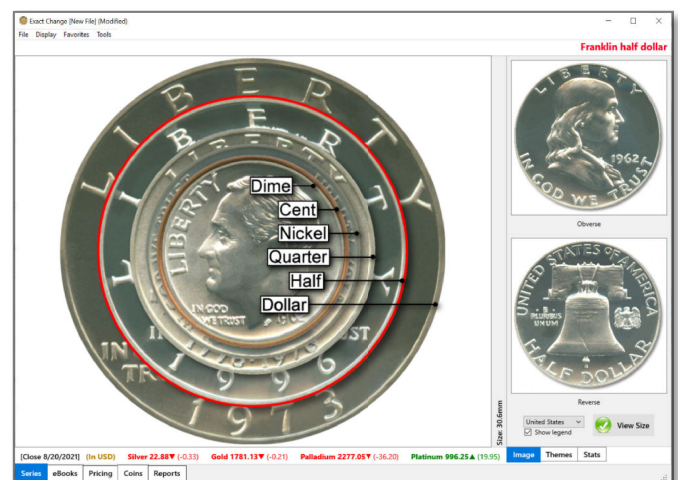 Exact Change [New File] (Modified)
File Display Favorites Tools
Franklin half dollar
LIBERTY
LIBERTY
LIBERTY
Dime
Cent
Nickel
Quarter
Half
Dollar
IN GOD
WE TRUST
1776-1976
1996
1973
LIBERTY
1962
IN GOD WE TRUST
Obverse
UNITED STATES OF AMERICA
E
PLURIBUS
UNUM
HALF DOLLAR
Reverse
United States
Show legend
View Size
Size: 30.6mm
[Close 8/20/2021] (In USD) Silver 22.88▼ (-0.33) Gold 1781.13▼ (-0.21) Palladium 2277.05▼ (-36.20) Platinum 996.25▲ (19.95)
Image Themes Stats
Series eBooks Pricing Coins Reports